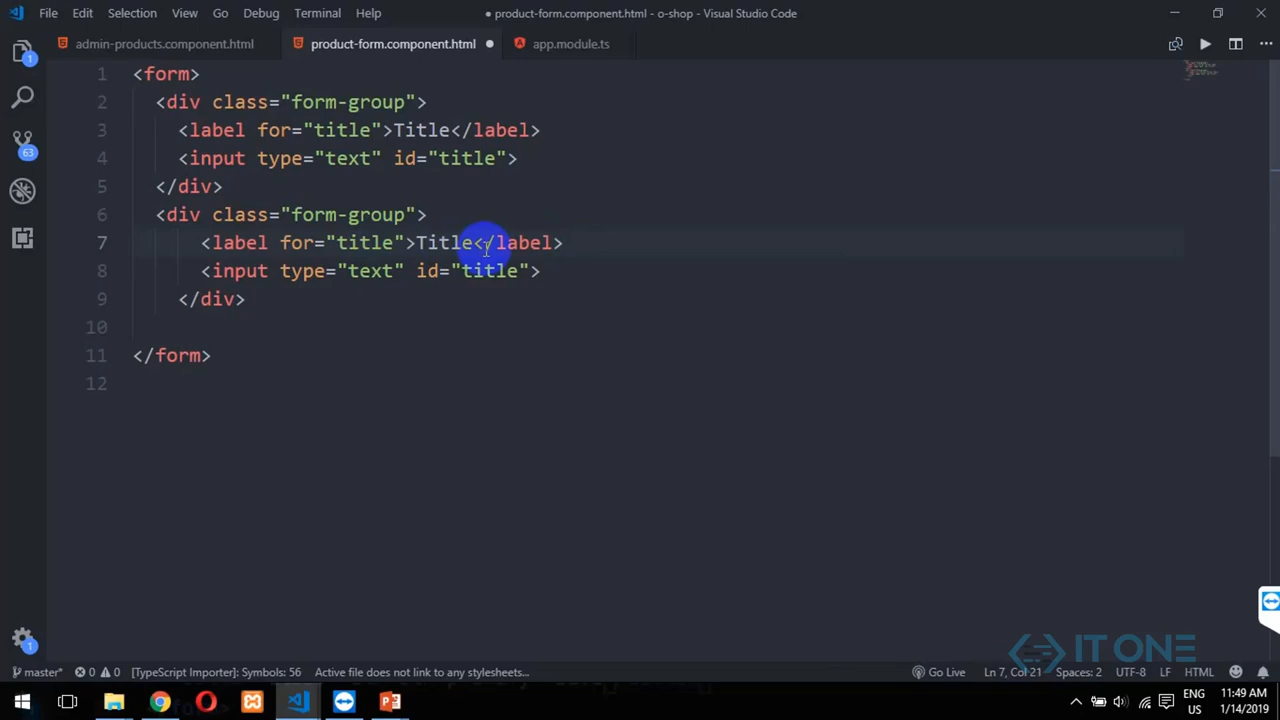 File Edit Selection View Go Debug Terminal Help
● product-form.component.html - o-shop - Visual Studio Code
admin-products.component.html product-form.component.html ● app.module.ts
1 <form>
2 <div class="form-group">
3 <label for="title">Title</label>
4 <input type="text" id="title">
5 </div>
6 <div class="form-group">
7 <label for="title">Title</label>
8 <input type="text" id="title">
9 </div>
10
11 </form>
12
1
63
1
IT ONE
master* 0 0 [TypeScript Importer]: Symbols: 56 Active file does not link to any stylesheets... Go Live Ln 7, Col 21 Spaces: 2 UTF-8 LF HTML
ENG
US
11:49 AM
1/14/2019